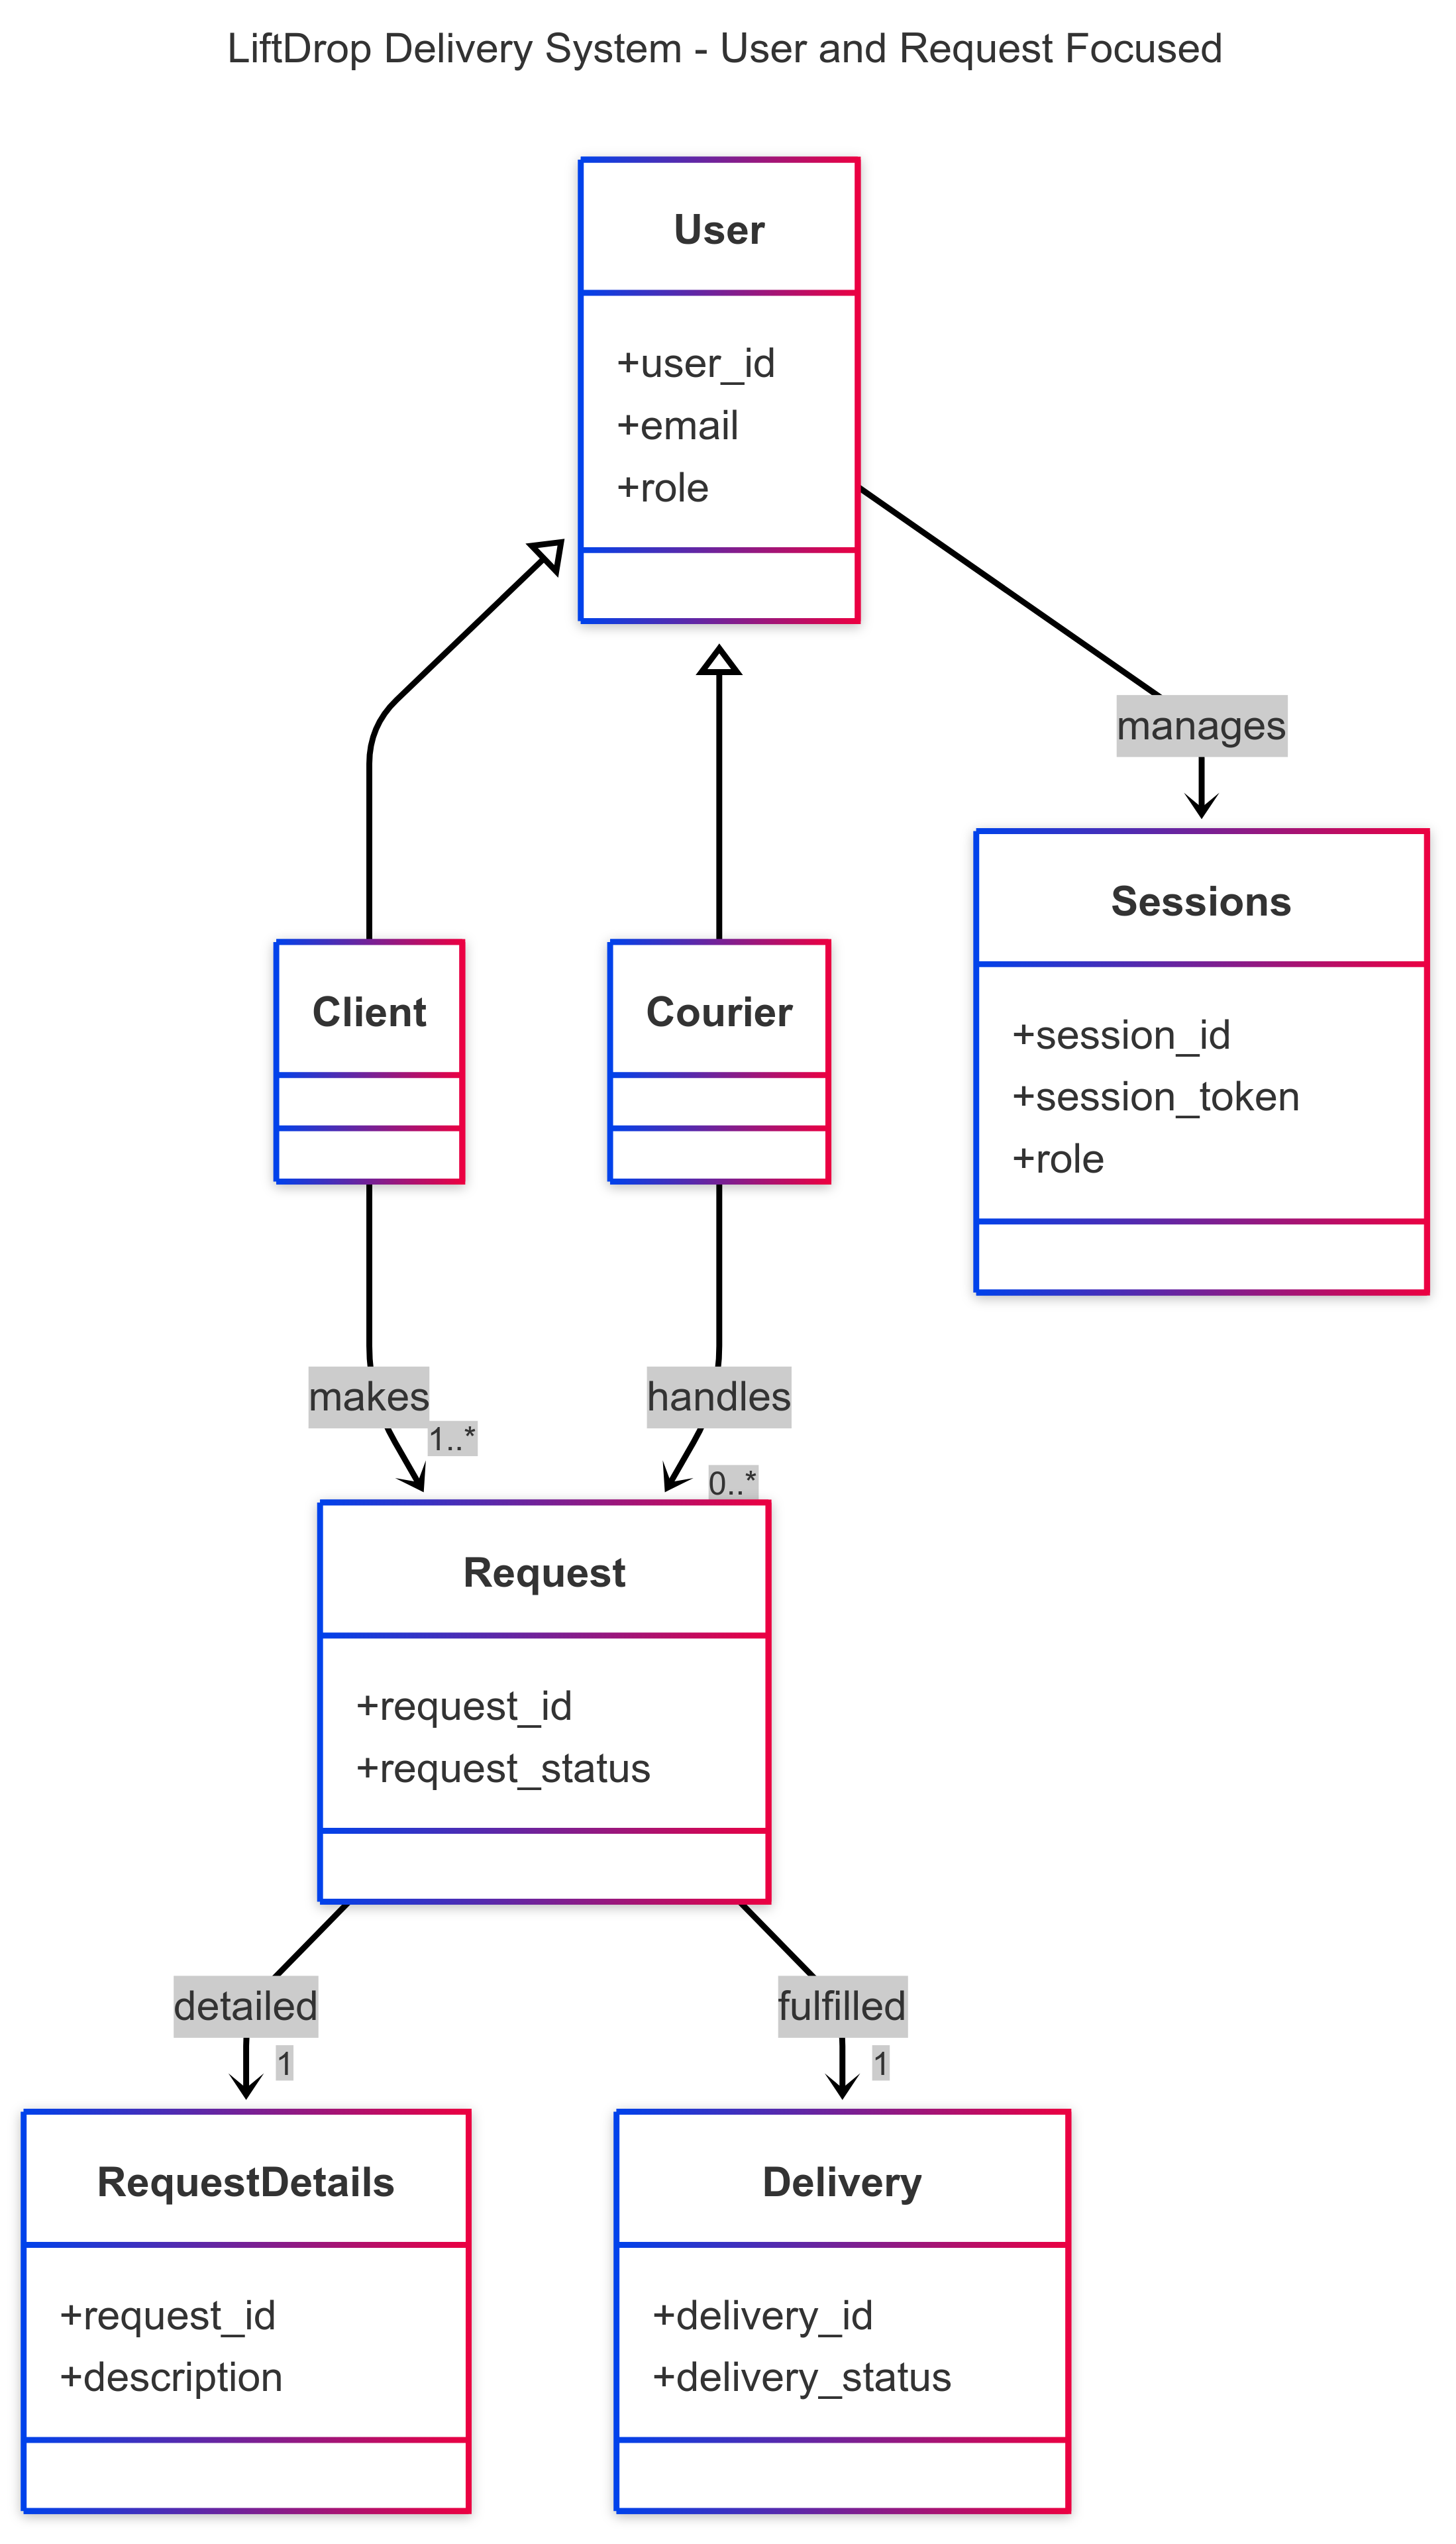 LiftDrop Delivery System - User and Request Focused
User
+user_id
+email
+role
manages
Client
Courier
Sessions
+session_id
+session_token
+role
makes
handles
1..*
0..*
Request
+request_id
+request_status
detailed
fulfilled
1
1
RequestDetails
+request_id
+description
Delivery
+delivery_id
+delivery_status